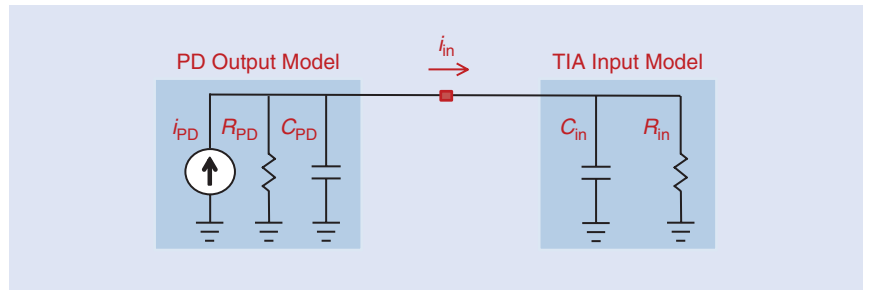 i_in
PD Output Model
TIA Input Model
i_PD R_PD C_PD
C_in R_in